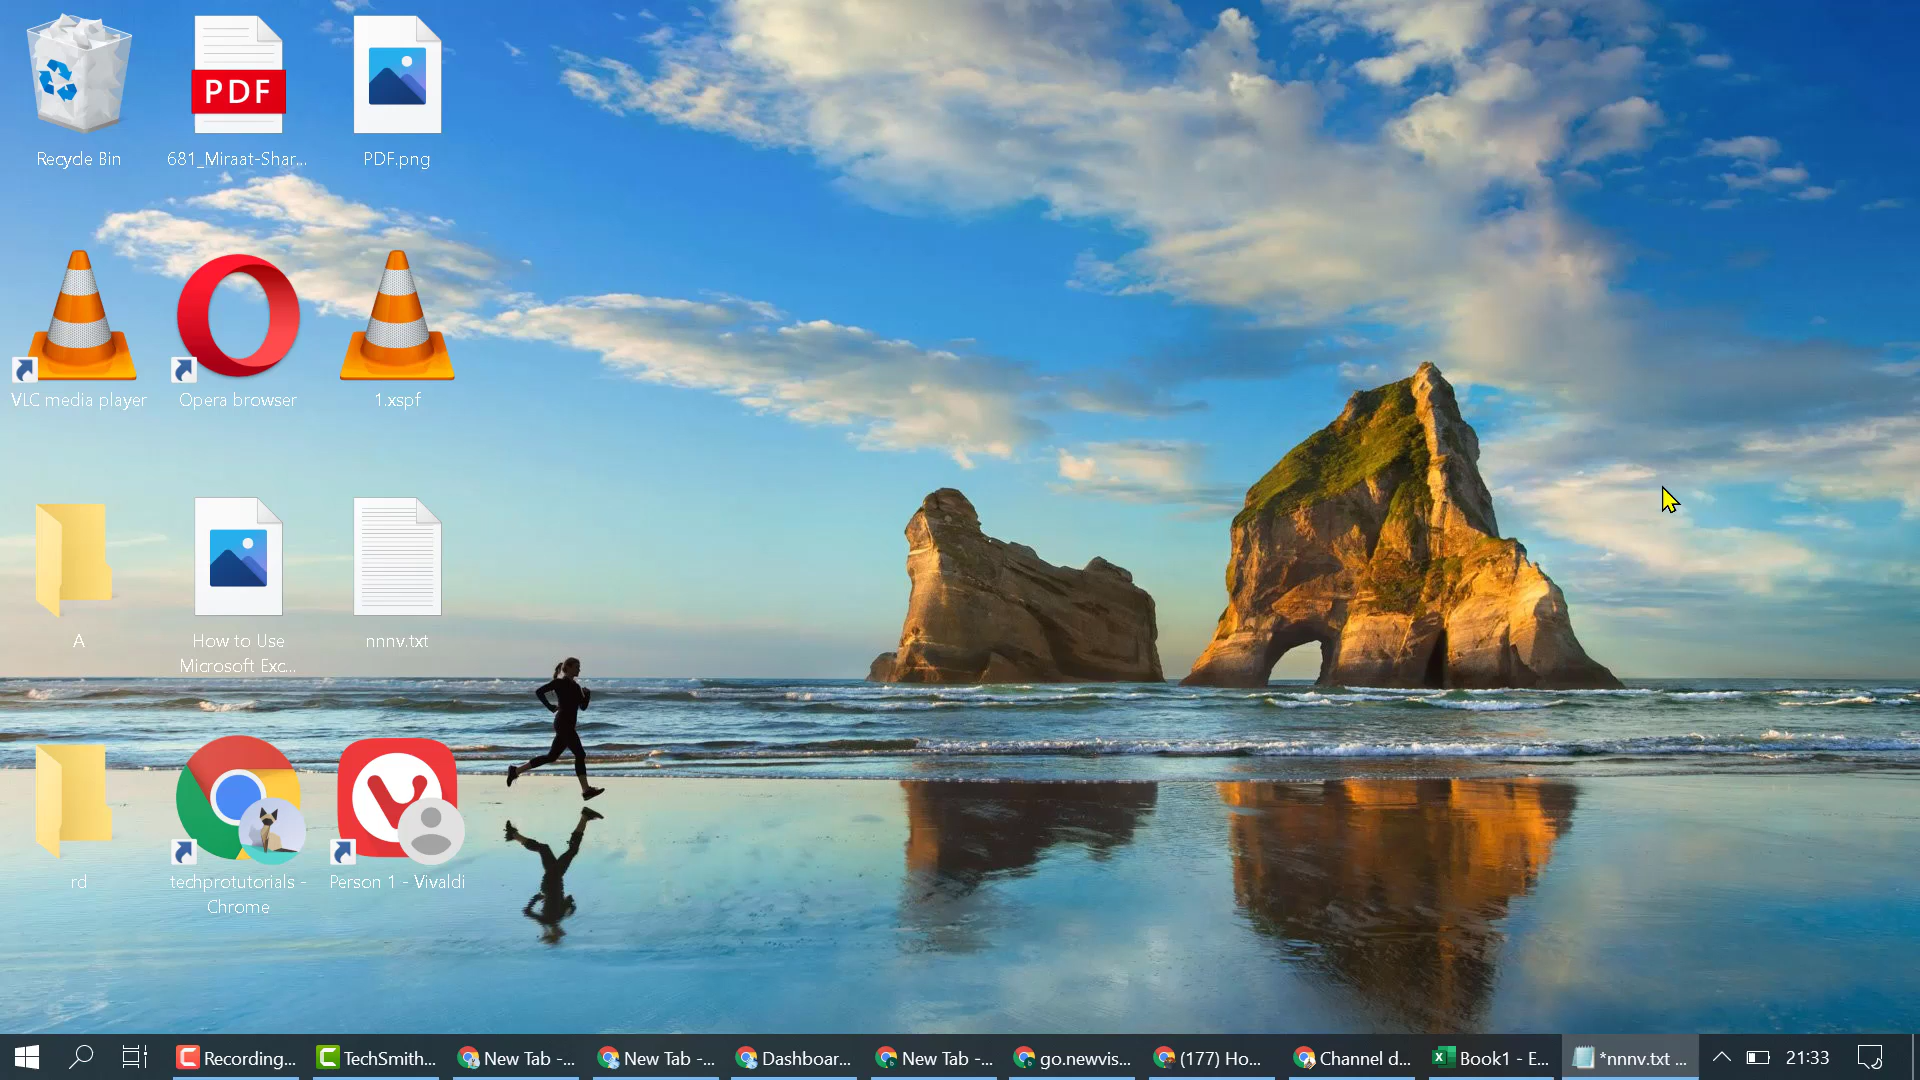 Recycle Bin
PDF
681_Miraat-Shar...
PDF.png
VLC media player
Opera browser
1.xspf
A
How to Use
Microsoft Exc...
nnnv.txt
rd
techprotutorials -
Chrome
Person 1 - Vivaldi
Recording...
TechSmith...
New Tab -...
New Tab -...
Dashboar...
New Tab -...
go.newvis...
(177) Ho...
Channel d...
Book1 - E...
*nnnv.txt ...
21:33